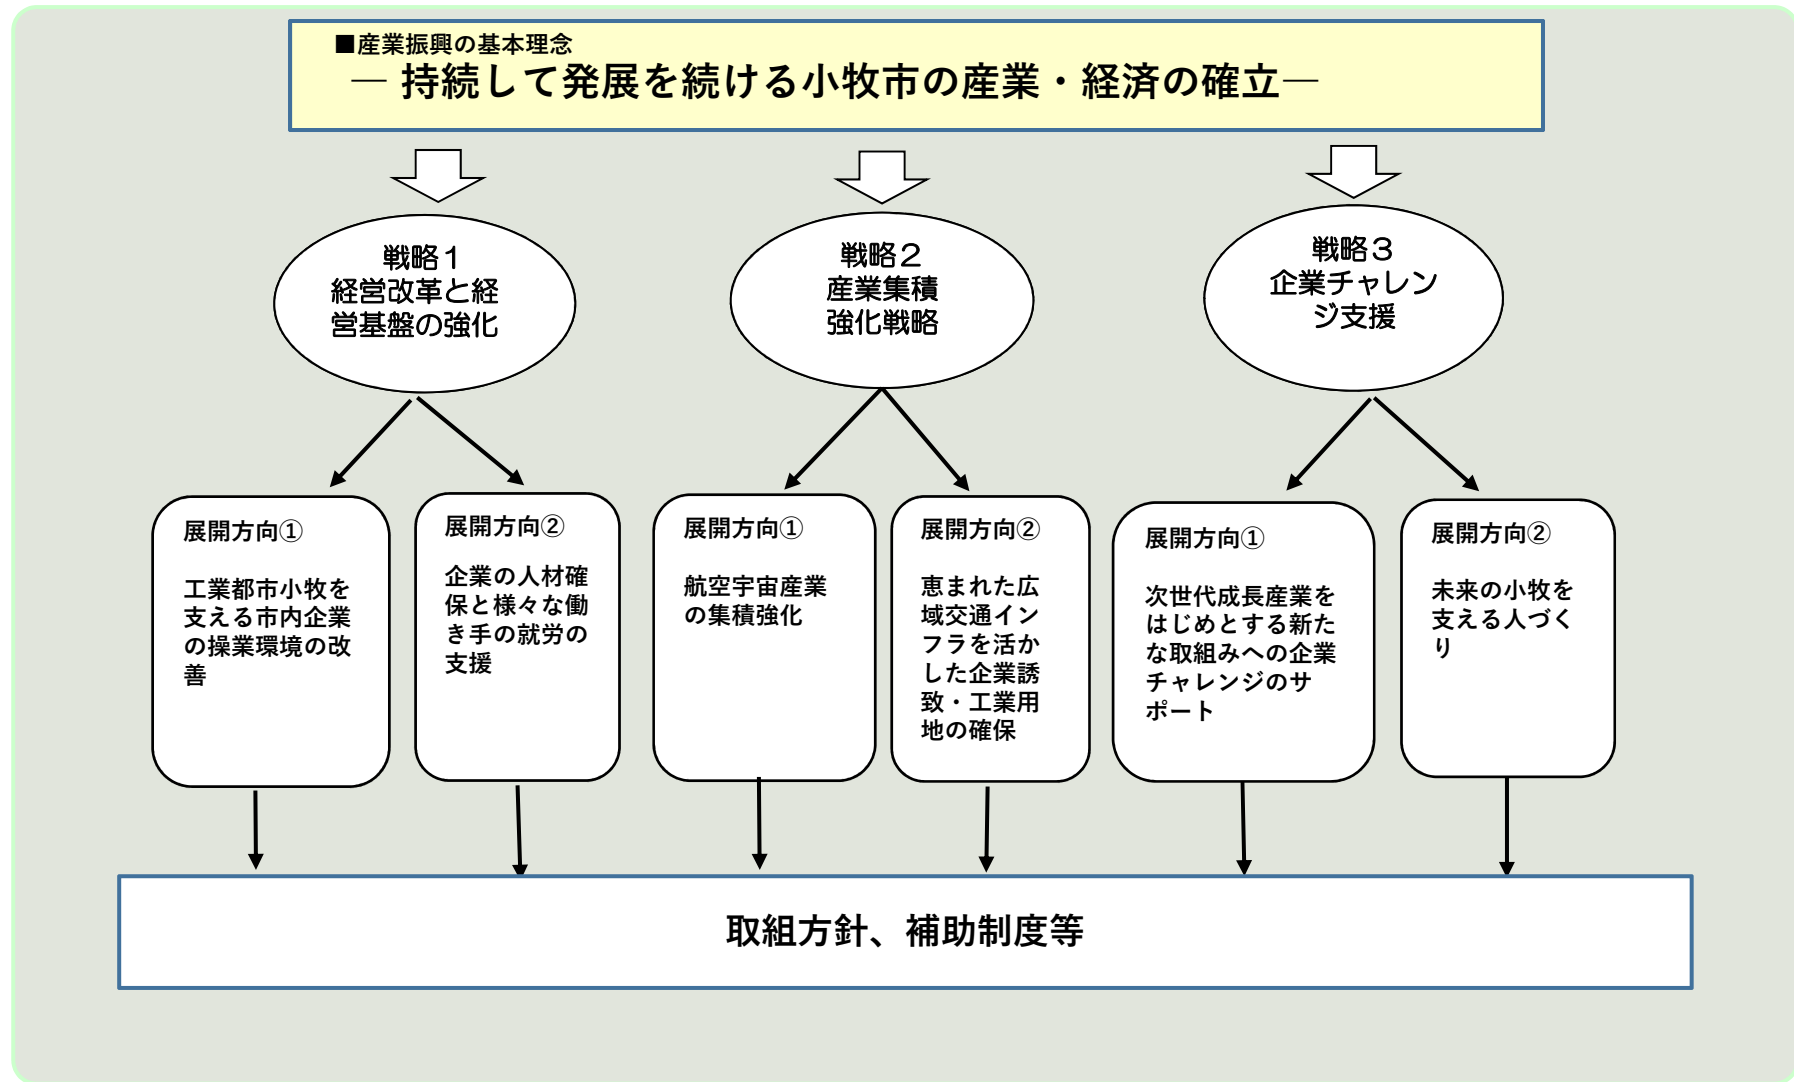 ■産業振興の基本理念
― 持続して発展を続ける小牧市の産業・経済の確立―
戦略１
経営改革と経
営基盤の強化
戦略２
産業集積
強化戦略
戦略３
企業チャレン
ジ支援
展開方向①
工業都市小牧を
支える市内企業
の操業環境の改
善
展開方向②
企業の人材確
保と様々な働
き手の就労の
支援
展開方向①
航空宇宙産業
の集積強化
展開方向②
恵まれた広
域交通イン
フラを活か
した企業誘
致・工業用
地の確保
展開方向①
次世代成長産業を
はじめとする新た
な取組みへの企業
チャレンジのサ
ポート
展開方向②
未来の小牧を
支える人づく
り
取組方針、補助制度等